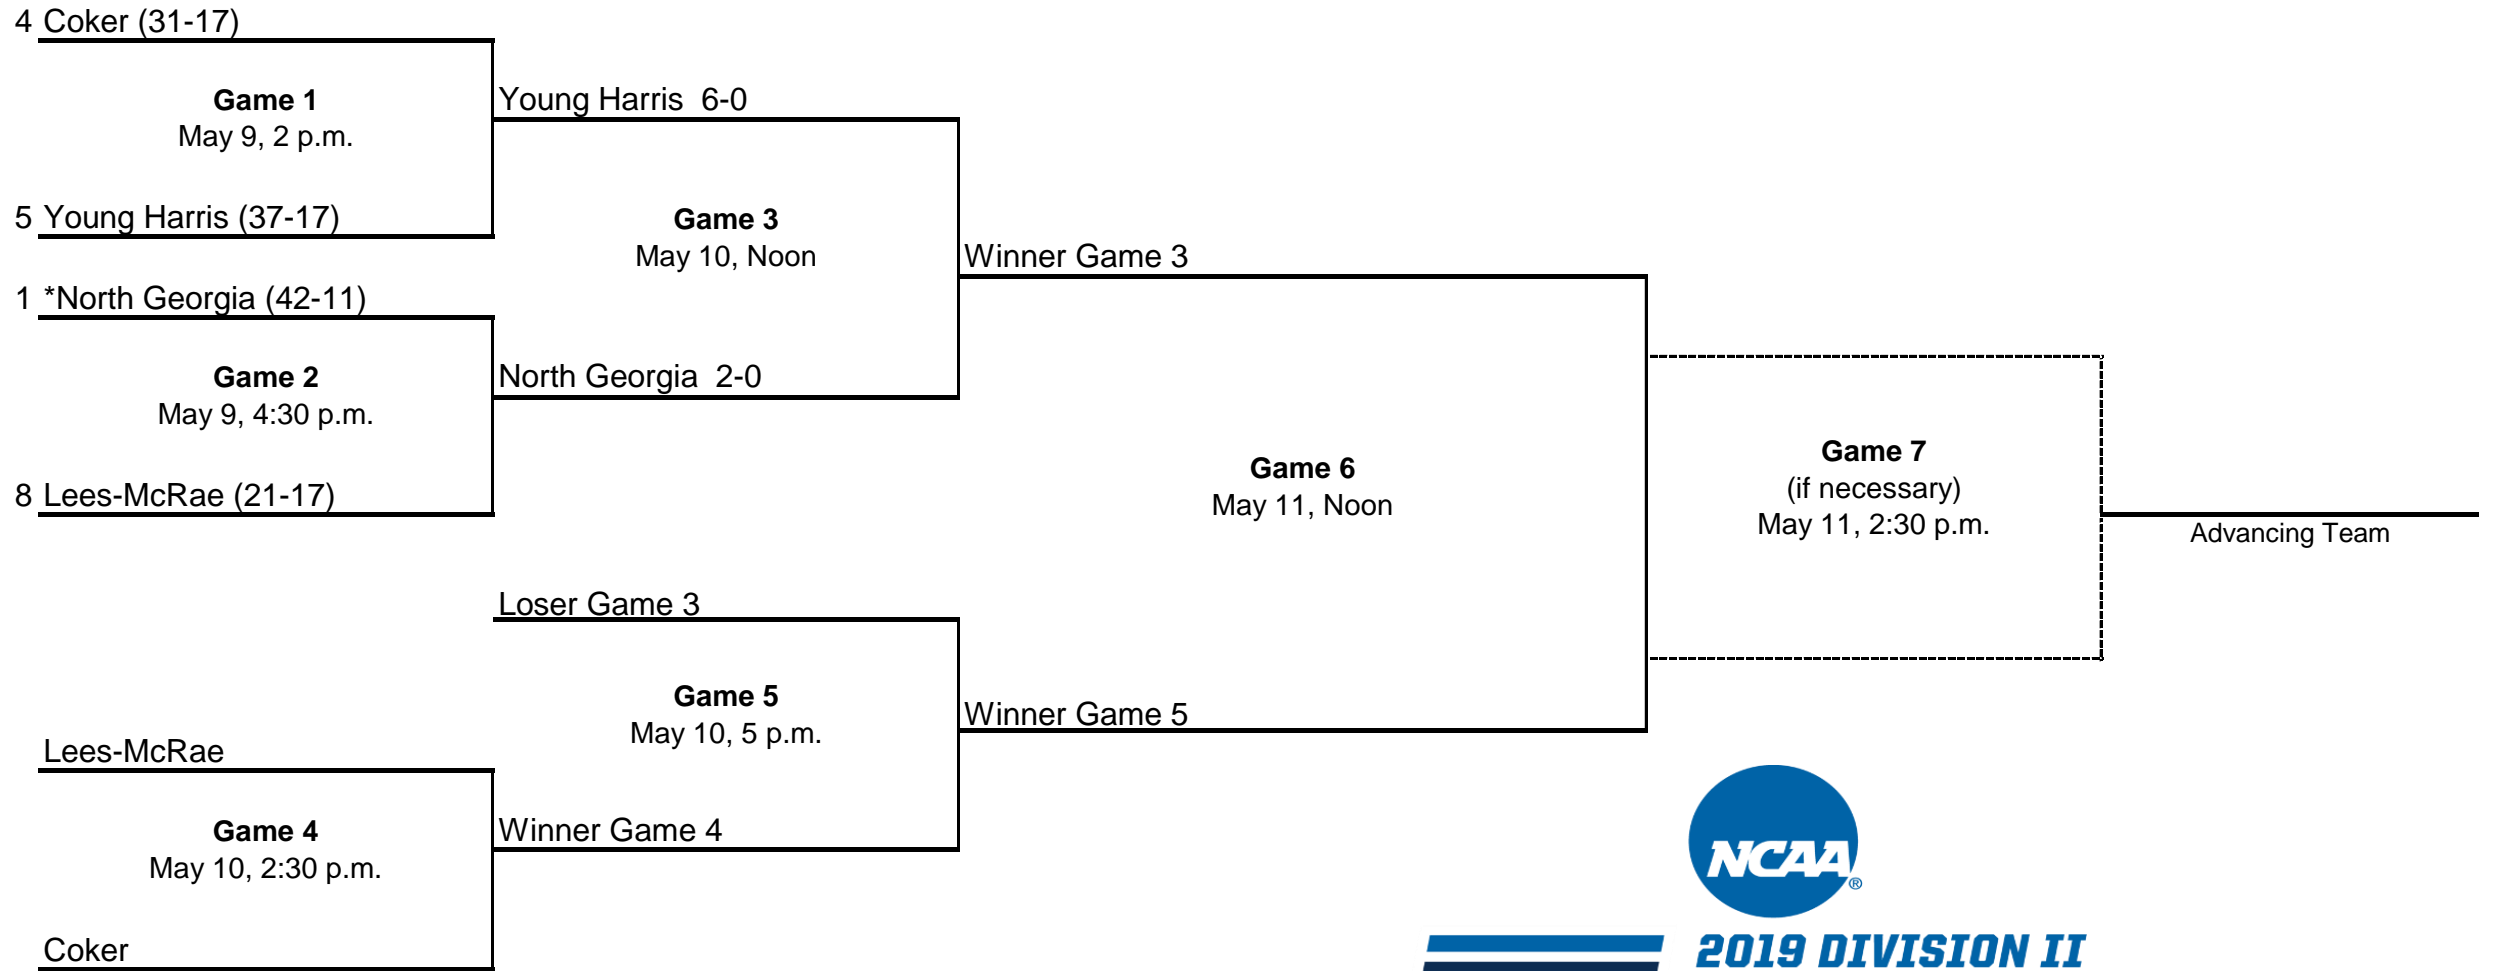 4 Coker (31-17)
Game 1
May 9, 2 p.m.
5 Young Harris (37-17)
Young Harris  6-0
1 *North Georgia (42-11)
Game 2
May 9, 4:30 p.m.
8 Lees-McRae (21-17)
North Georgia  2-0
Game 3
May 10, Noon
Winner Game 3
Loser Game 3
Game 5
May 10, 5 p.m.
Lees-McRae
Game 4
May 10, 2:30 p.m.
Coker
Winner Game 4
Winner Game 5
Game 6
May 11, Noon
Game 7
(if necessary)
May 11, 2:30 p.m.
Advancing Team
NCAA®
2019 DIVISION II